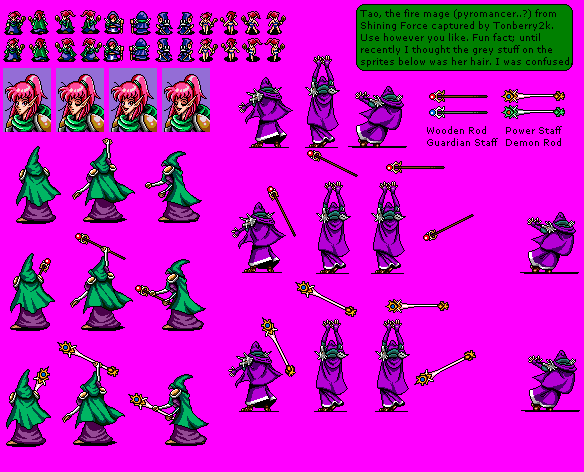 Tao, the fire mage (pyromancer..?) from
Shining Force captured by Tonberry2k.
Use however you like. Fun fact; until
recently I thought the grey stuff on the
sprites below was her hair. I was confused.
Wooden Rod Power Staff
Guardian Staff Demon Rod